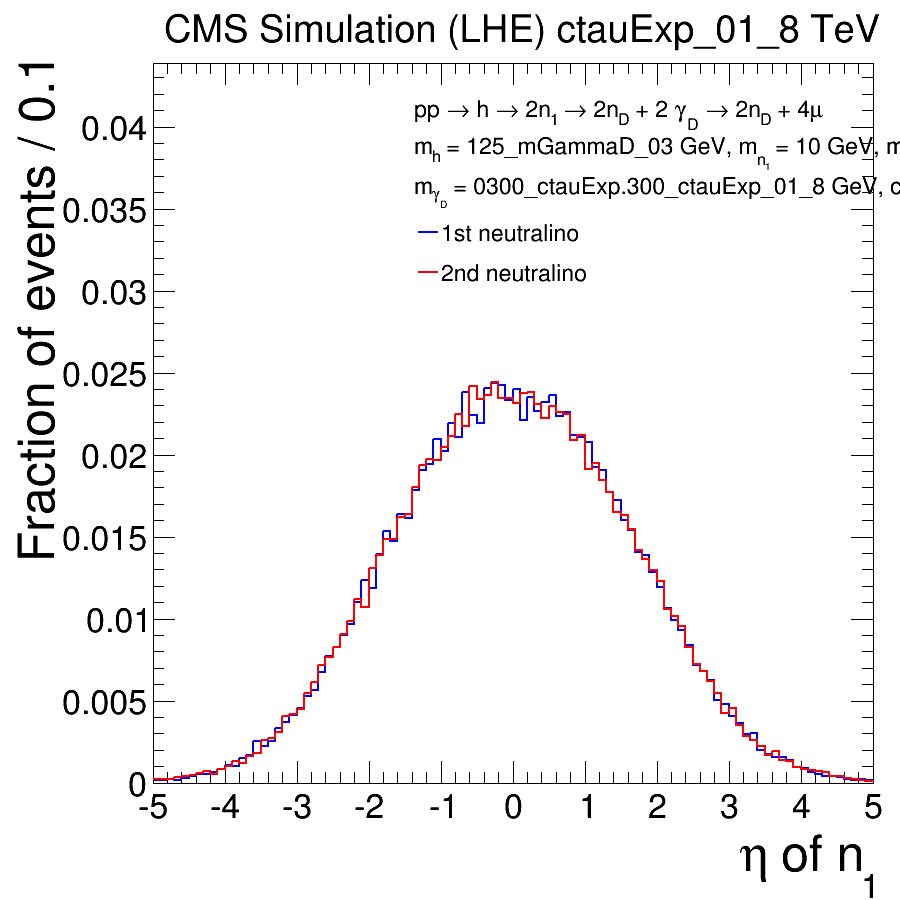 CMS Simulation (LHE) ctauExp_01_8 TeV
Fraction of events / 0.1
pp → h → 2n1 → 2nD + 2 γD → 2nD + 4μ
mh = 125_mGammaD_03 GeV, mn1 = 10 GeV, m
mγD = 0300_ctauExp.300_ctauExp_01_8 GeV, c
1st neutralino
2nd neutralino
0.04
0.035
0.03
0.025
0.02
0.015
0.01
0.005
0
-5 -4 -3 -2 -1 0 1 2 3 4 5
η of n1